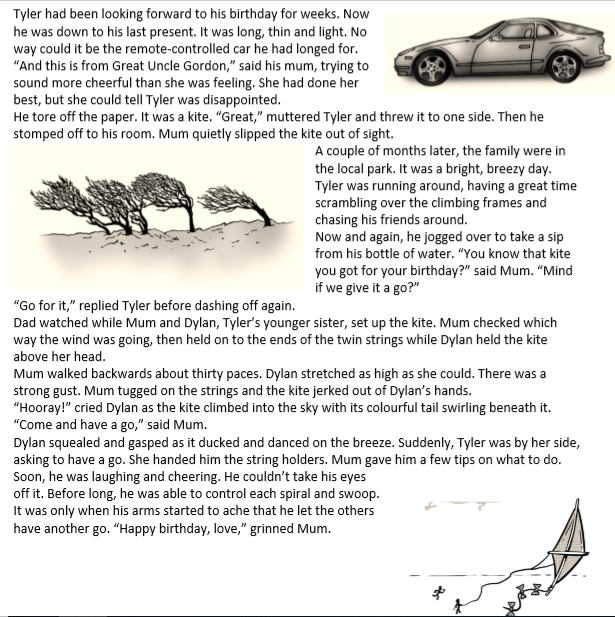 Tyler had been looking forward to his birthday for weeks. Now
he was down to his last present. It was long, thin and light. No
way could it be the remote-controlled car he had longed for.
“And this is from Great Uncle Gordon,” said his mum, trying to
sound more cheerful than she was feeling. She had done her
best, but she could tell Tyler was disappointed.
He tore off the paper. It was a kite. “Great,” muttered Tyler and threw it to one side. Then he
stomped off to his room. Mum quietly slipped the kite out of sight.
A couple of months later, the family were in
the local park. It was a bright, breezy day.
Tyler was running around, having a great time
scrambling over the climbing frames and
chasing his friends around.
Now and again, he jogged over to take a sip
from his bottle of water. “You know that kite
you got for your birthday?” said Mum. “Mind
if we give it a go?”
“Go for it,” replied Tyler before dashing off again.
Dad watched while Mum and Dylan, Tyler’s younger sister, set up the kite. Mum checked which
way the wind was going, then held on to the ends of the twin strings while Dylan held the kite
above her head.
Mum walked backwards about thirty paces. Dylan stretched as high as she could. There was a
strong gust. Mum tugged on the strings and the kite jerked out of Dylan’s hands.
“Hooray!” cried Dylan as the kite climbed into the sky with its colourful tail swirling beneath it.
“Come and have a go,” said Mum.
Dylan squealed and gasped as it ducked and danced on the breeze. Suddenly, Tyler was by her side,
asking to have a go. She handed him the string holders. Mum gave him a few tips on what to do.
Soon, he was laughing and cheering. He couldn’t take his eyes
off it. Before long, he was able to control each spiral and swoop.
It was only when his arms started to ache that he let the others
have another go. “Happy birthday, love,” grinned Mum.